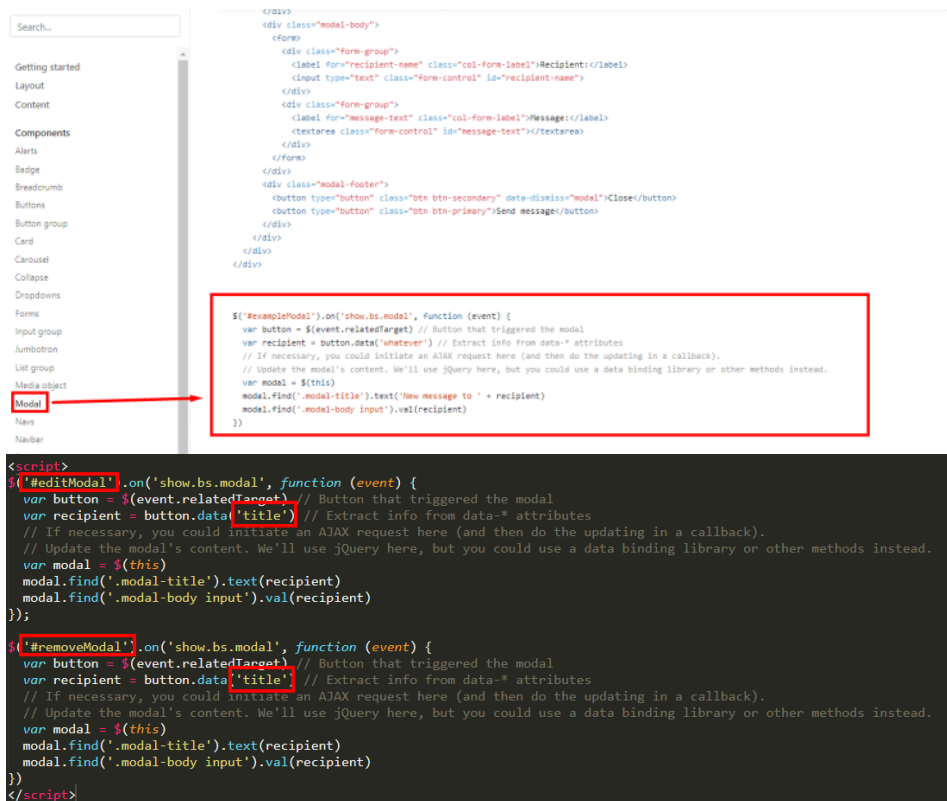 Search...
Getting started
Layout
Content
Components
Alerts
Badge
Breadcrumb
Buttons
Button group
Card
Carousel
Collapse
Dropdowns
Forms
Input group
Jumbotron
List group
Media object
Modal
Navs
Navbar
</div>
<div class="modal-body">
<form>
<div class="form-group">
<label for="recipient-name" class="col-form-label">Recipient:</label>
<input type="text" class="form-control" id="recipient-name">
</div>
<div class="form-group">
<label for="message-text" class="col-form-label">Message:</label>
<textarea class="form-control" id="message-text"></textarea>
</div>
</form>
</div>
<div class="modal-footer">
<button type="button" class="btn btn-secondary" data-dismiss="modal">Close</button>
<button type="button" class="btn btn-primary">Send message</button>
</div>
</div>
</div>
</div>
$('#exampleModal').on('show.bs.modal', function (event) {
var button = $(event.relatedTarget) // Button that triggered the modal
var recipient = button.data('whatever') // Extract info from data-* attributes
// If necessary, you could initiate an AJAX request here (and then do the updating in a callback).
// Update the modal's content. We'll use jQuery here, but you could use a data binding library or other methods instead.
var modal = $(this)
modal.find('.modal-title').text('New message to ' + recipient)
modal.find('.modal-body input').val(recipient)
})
<script>
$('#editModal').on('show.bs.modal', function (event) {
var button = $(event.relatedTarget) // Button that triggered the modal
var recipient = button.data('title') // Extract info from data-* attributes
// If necessary, you could initiate an AJAX request here (and then do the updating in a callback).
// Update the modal's content. We'll use jQuery here, but you could use a data binding library or other methods instead.
var modal = $(this)
modal.find('.modal-title').text(recipient)
modal.find('.modal-body input').val(recipient)
});
$('#removeModal').on('show.bs.modal', function (event) {
var button = $(event.relatedTarget) // Button that triggered the modal
var recipient = button.data('title') // Extract info from data-* attributes
// If necessary, you could initiate an AJAX request here (and then do the updating in a callback).
// Update the modal's content. We'll use jQuery here, but you could use a data binding library or other methods instead.
var modal = $(this)
modal.find('.modal-title').text(recipient)
modal.find('.modal-body input').val(recipient)
})
</script>